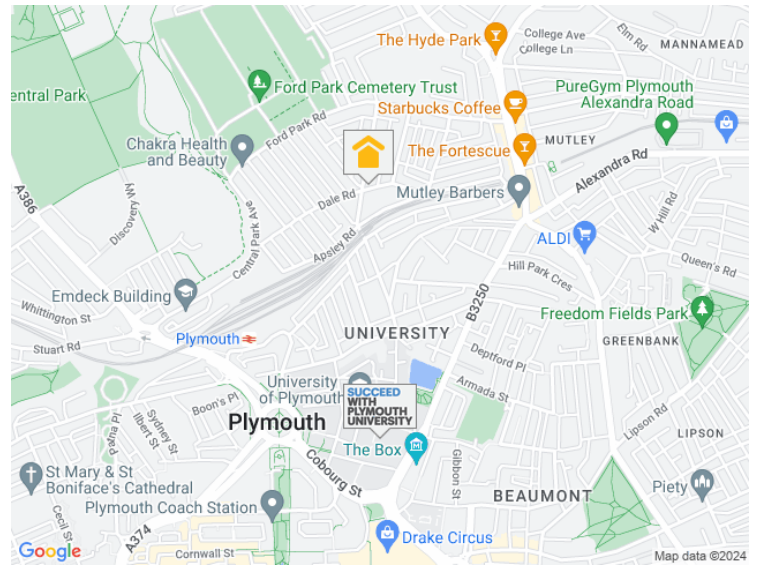 The Hyde Park
College Ave
College Ln
Elm Rd
MANNAMEAD
entral Park
Ford Park Cemetery Trust
PureGym Plymouth
Alexandra Road
Starbucks Coffee
Ford Park Rd
Chakra Health
and Beauty
The Fortescue
MUTLEY
Alexandra Rd
A386
Dale Rd
Mutley Barbers
Discovery Wy
Central Park Ave
Apsley Rd
W Hill Rd
ALDI
Hill Park Cres
Queen's Rd
Emdeck Building
B3250
Whittington St
Freedom Fields Park
Stuart Rd
Plymouth
UNIVERSITY
GREENBANK
Deptford Pl
University
of Plymouth
Armada St
SUCCEED
WITH
PLYMOUTH
UNIVERSITY
Boon's Pl
Patna Pl
Sydney St
Ilbert St
Plymouth
Lipson Rd
LIPSON
The Box
Gibbon St
Cobourg St
St Mary & St
Boniface's Cathedral
Piety
BEAUMONT
Plymouth Coach Station
Cecil St
A374
Drake Circus
Cornwall St
Google
Map data ©2024